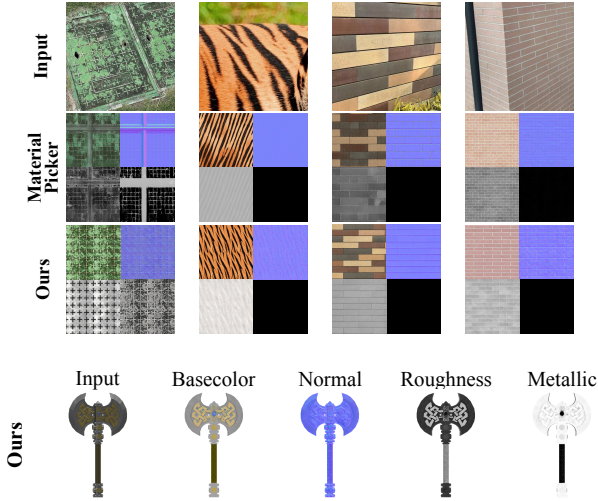 Input
Material
Picker
Ours
Input Basecolor Normal Roughness Metallic
Ours